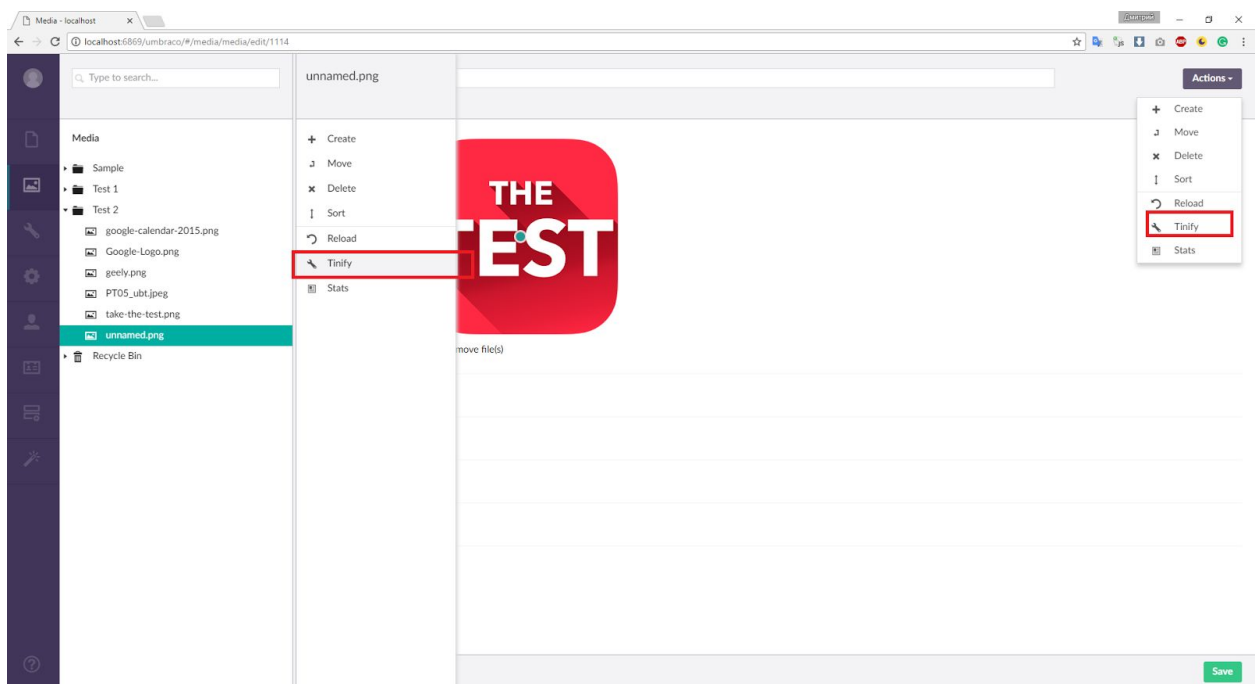 Media - localhost
Дмитрий
localhost:6869/umbraco/#/media/media/edit/1114
Type to search...
unnamed.png
Actions
Media
Sample
Test 1
Test 2
google-calendar-2015.png
Google-Logo.png
geely.png
PT05_ubt.jpeg
take-the-test.png
unnamed.png
Recycle Bin
Create
Move
Delete
Sort
Reload
Tinify
Stats
THE
TEST
move file(s)
Create
Move
Delete
Sort
Reload
Tinify
Stats
Save